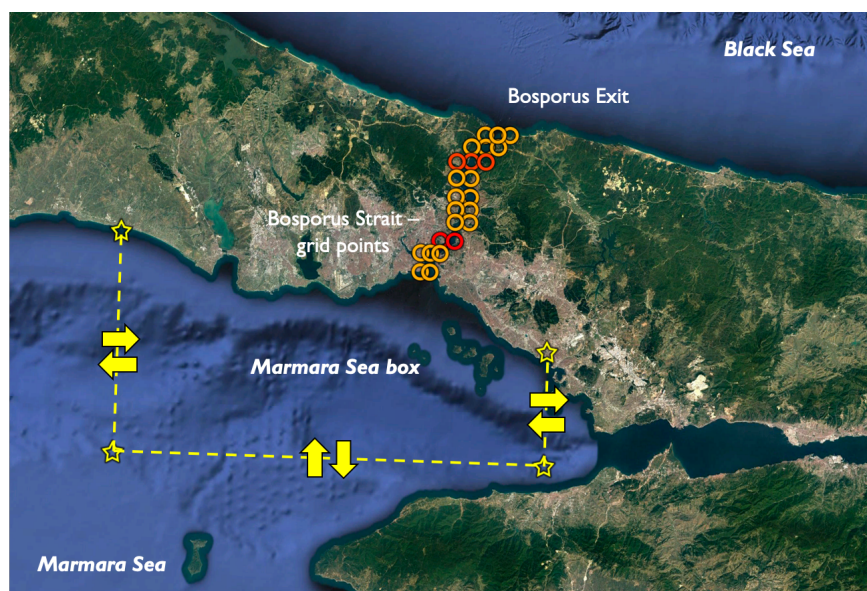 Black Sea
Bosporus Exit
Bosporus Strait –
grid points
Marmara Sea box
Marmara Sea